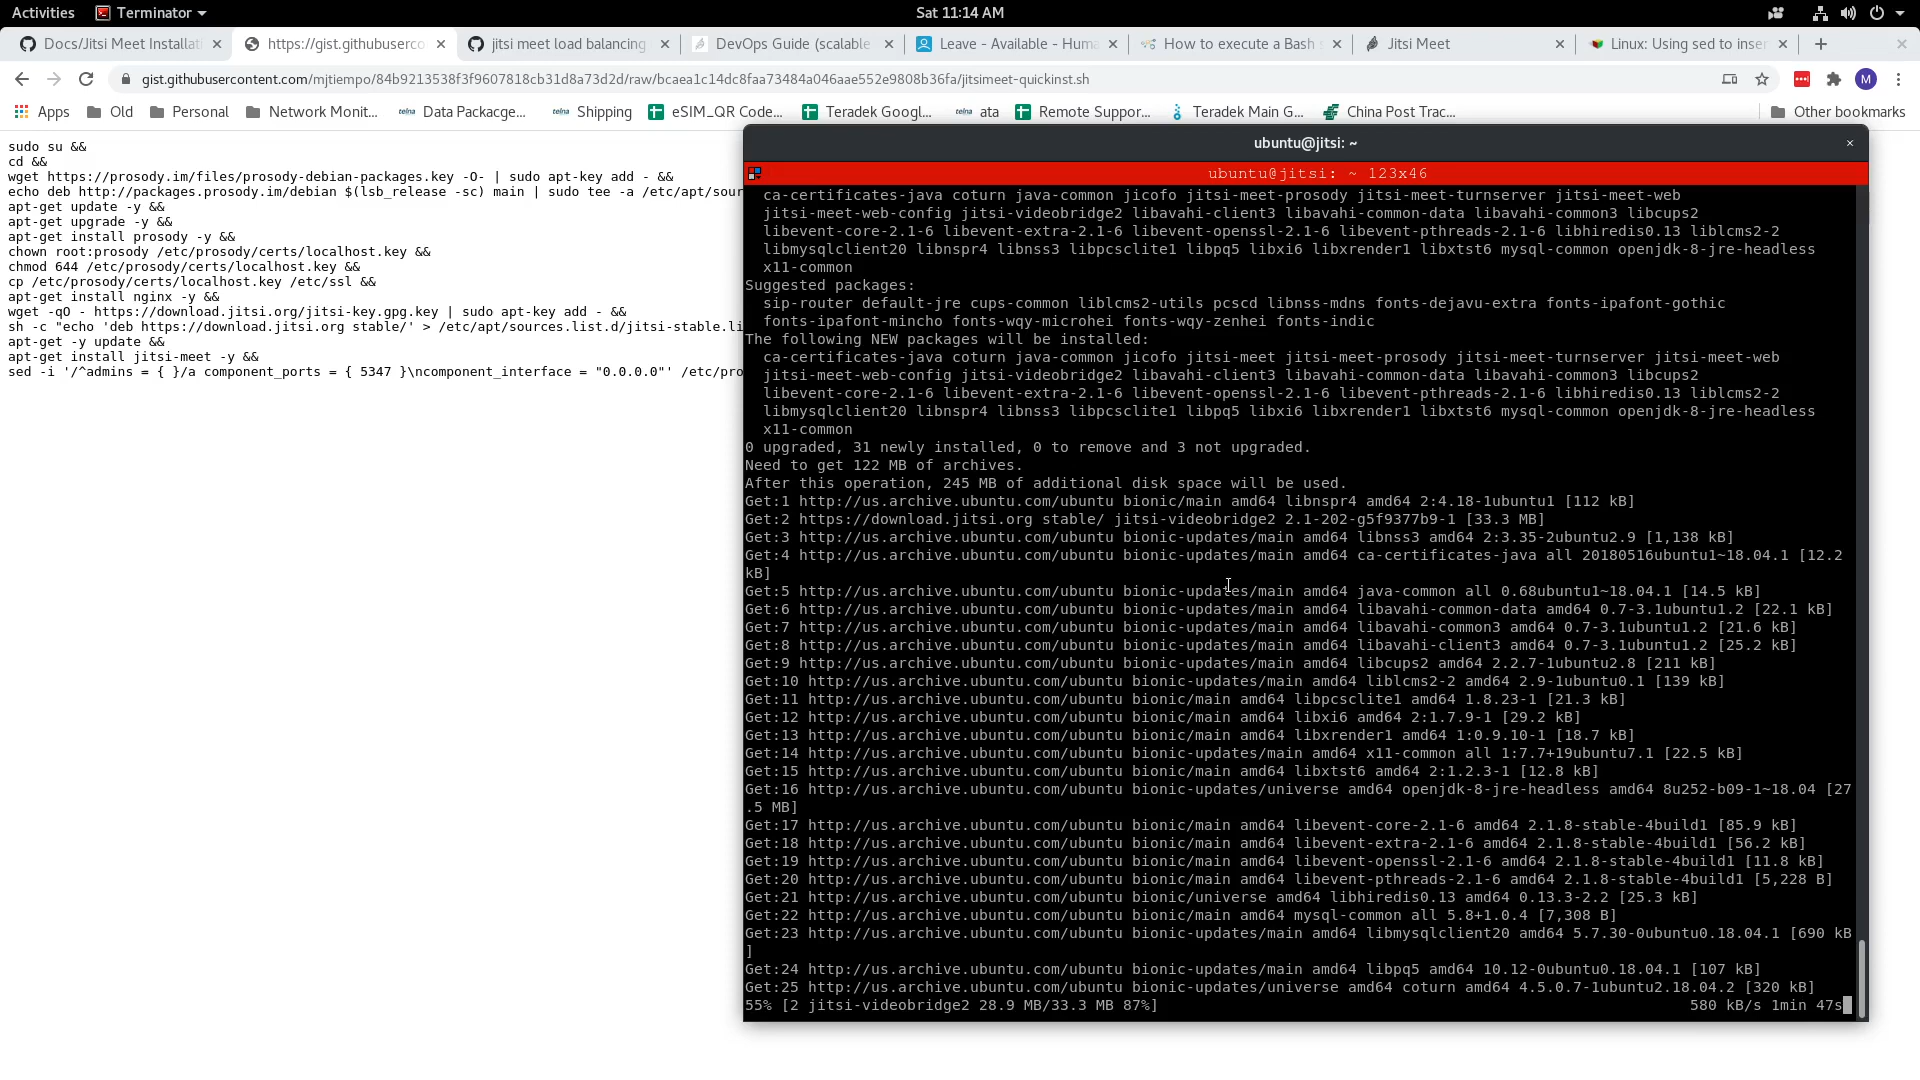 Activities
Terminator
Sat 11:14 AM
Docs/Jitsi Meet Installati
https://gist.githubuserco
jitsi meet load balancing
DevOps Guide (scalable
Leave - Available - Huma
How to execute a Bash s
Jitsi Meet
Linux: Using sed to inser
gist.githubusercontent.com/mjtiempo/84b9213538f3f9607818cb31d8a73d2d/raw/bcaea1c14dc8faa73484a046aae552e9808b36fa/jitsimeet-quickinst.sh
M
Apps
Old
Personal
Network Monit...
telna
Data Packacge...
telna
Shipping
eSIM_QR Code...
Teradek Googl...
telna
ata
Remote Suppor...
Teradek Main G...
China Post Trac...
Other bookmarks
sudo su &&
cd &&
wget https://prosody.im/files/prosody-debian-packages.key -O- | sudo apt-key add - &&
echo deb http://packages.prosody.im/debian $(lsb_release -sc) main | sudo tee -a /etc/apt/sour
apt-get update -y &&
apt-get upgrade -y &&
apt-get install prosody -y &&
chown root:prosody /etc/prosody/certs/localhost.key &&
chmod 644 /etc/prosody/certs/localhost.key &&
cp /etc/prosody/certs/localhost.key /etc/ssl &&
apt-get install nginx -y &&
wget -qO - https://download.jitsi.org/jitsi-key.gpg.key | sudo apt-key add - &&
sh -c "echo 'deb https://download.jitsi.org stable/' > /etc/apt/sources.list.d/jitsi-stable.li
apt-get -y update &&
apt-get install jitsi-meet -y &&
sed -i '/^admins = { }/a component_ports = { 5347 }\ncomponent_interface = "0.0.0.0"' /etc/pro
ubuntu@jitsi: ~
ubuntu@jitsi: ~ 123x46
ca-certificates-java coturn java-common jicofo jitsi-meet-prosody jitsi-meet-turnserver jitsi-meet-web
jitsi-meet-web-config jitsi-videobridge2 libavahi-client3 libavahi-common-data libavahi-common3 libcups2
libevent-core-2.1-6 libevent-extra-2.1-6 libevent-openssl-2.1-6 libevent-pthreads-2.1-6 libhiredis0.13 liblcms2-2
libmysqlclient20 libnspr4 libnss3 libpcsclite1 libpq5 libxi6 libxrender1 libxtst6 mysql-common openjdk-8-jre-headless
x11-common
Suggested packages:
sip-router default-jre cups-common liblcms2-utils pcscd libnss-mdns fonts-dejavu-extra fonts-ipafont-gothic
fonts-ipafont-mincho fonts-wqy-microhei fonts-wqy-zenhei fonts-indic
The following NEW packages will be installed:
ca-certificates-java coturn java-common jicofo jitsi-meet jitsi-meet-prosody jitsi-meet-turnserver jitsi-meet-web
jitsi-meet-web-config jitsi-videobridge2 libavahi-client3 libavahi-common-data libavahi-common3 libcups2
libevent-core-2.1-6 libevent-extra-2.1-6 libevent-openssl-2.1-6 libevent-pthreads-2.1-6 libhiredis0.13 liblcms2-2
libmysqlclient20 libnspr4 libnss3 libpcsclite1 libpq5 libxi6 libxrender1 libxtst6 mysql-common openjdk-8-jre-headless
x11-common
0 upgraded, 31 newly installed, 0 to remove and 3 not upgraded.
Need to get 122 MB of archives.
After this operation, 245 MB of additional disk space will be used.
Get:1 http://us.archive.ubuntu.com/ubuntu bionic/main amd64 libnspr4 amd64 2:4.18-1ubuntu1 [112 kB]
Get:2 https://download.jitsi.org stable/ jitsi-videobridge2 2.1-202-g5f9377b9-1 [33.3 MB]
Get:3 http://us.archive.ubuntu.com/ubuntu bionic-updates/main amd64 libnss3 amd64 2:3.35-2ubuntu2.9 [1,138 kB]
Get:4 http://us.archive.ubuntu.com/ubuntu bionic-updates/main amd64 ca-certificates-java all 20180516ubuntu1~18.04.1 [12.2
kB]
Get:5 http://us.archive.ubuntu.com/ubuntu bionic-updates/main amd64 java-common all 0.68ubuntu1~18.04.1 [14.5 kB]
Get:6 http://us.archive.ubuntu.com/ubuntu bionic-updates/main amd64 libavahi-common-data amd64 0.7-3.1ubuntu1.2 [22.1 kB]
Get:7 http://us.archive.ubuntu.com/ubuntu bionic-updates/main amd64 libavahi-common3 amd64 0.7-3.1ubuntu1.2 [21.6 kB]
Get:8 http://us.archive.ubuntu.com/ubuntu bionic-updates/main amd64 libavahi-client3 amd64 0.7-3.1ubuntu1.2 [25.2 kB]
Get:9 http://us.archive.ubuntu.com/ubuntu bionic-updates/main amd64 libcups2 amd64 2.2.7-1ubuntu2.8 [211 kB]
Get:10 http://us.archive.ubuntu.com/ubuntu bionic-updates/main amd64 liblcms2-2 amd64 2.9-1ubuntu0.1 [139 kB]
Get:11 http://us.archive.ubuntu.com/ubuntu bionic/main amd64 libpcsclite1 amd64 1.8.23-1 [21.3 kB]
Get:12 http://us.archive.ubuntu.com/ubuntu bionic/main amd64 libxi6 amd64 2:1.7.9-1 [29.2 kB]
Get:13 http://us.archive.ubuntu.com/ubuntu bionic/main amd64 libxrender1 amd64 1:0.9.10-1 [18.7 kB]
Get:14 http://us.archive.ubuntu.com/ubuntu bionic-updates/main amd64 x11-common all 1:7.7+19ubuntu7.1 [22.5 kB]
Get:15 http://us.archive.ubuntu.com/ubuntu bionic/main amd64 libxtst6 amd64 2:1.2.3-1 [12.8 kB]
Get:16 http://us.archive.ubuntu.com/ubuntu bionic-updates/universe amd64 openjdk-8-jre-headless amd64 8u252-b09-1~18.04 [27
.5 MB]
Get:17 http://us.archive.ubuntu.com/ubuntu bionic/main amd64 libevent-core-2.1-6 amd64 2.1.8-stable-4build1 [85.9 kB]
Get:18 http://us.archive.ubuntu.com/ubuntu bionic/main amd64 libevent-extra-2.1-6 amd64 2.1.8-stable-4build1 [56.2 kB]
Get:19 http://us.archive.ubuntu.com/ubuntu bionic/main amd64 libevent-openssl-2.1-6 amd64 2.1.8-stable-4build1 [11.8 kB]
Get:20 http://us.archive.ubuntu.com/ubuntu bionic/main amd64 libevent-pthreads-2.1-6 amd64 2.1.8-stable-4build1 [5,228 B]
Get:21 http://us.archive.ubuntu.com/ubuntu bionic/universe amd64 libhiredis0.13 amd64 0.13.3-2.2 [25.3 kB]
Get:22 http://us.archive.ubuntu.com/ubuntu bionic/main amd64 mysql-common all 5.8+1.0.4 [7,308 B]
Get:23 http://us.archive.ubuntu.com/ubuntu bionic-updates/main amd64 libmysqlclient20 amd64 5.7.30-0ubuntu0.18.04.1 [690 kB
]
Get:24 http://us.archive.ubuntu.com/ubuntu bionic-updates/main amd64 libpq5 amd64 10.12-0ubuntu0.18.04.1 [107 kB]
Get:25 http://us.archive.ubuntu.com/ubuntu bionic-updates/universe amd64 coturn amd64 4.5.0.7-1ubuntu2.18.04.2 [320 kB]
55% [2 jitsi-videobridge2 28.9 MB/33.3 MB 87%]
580 kB/s 1min 47s